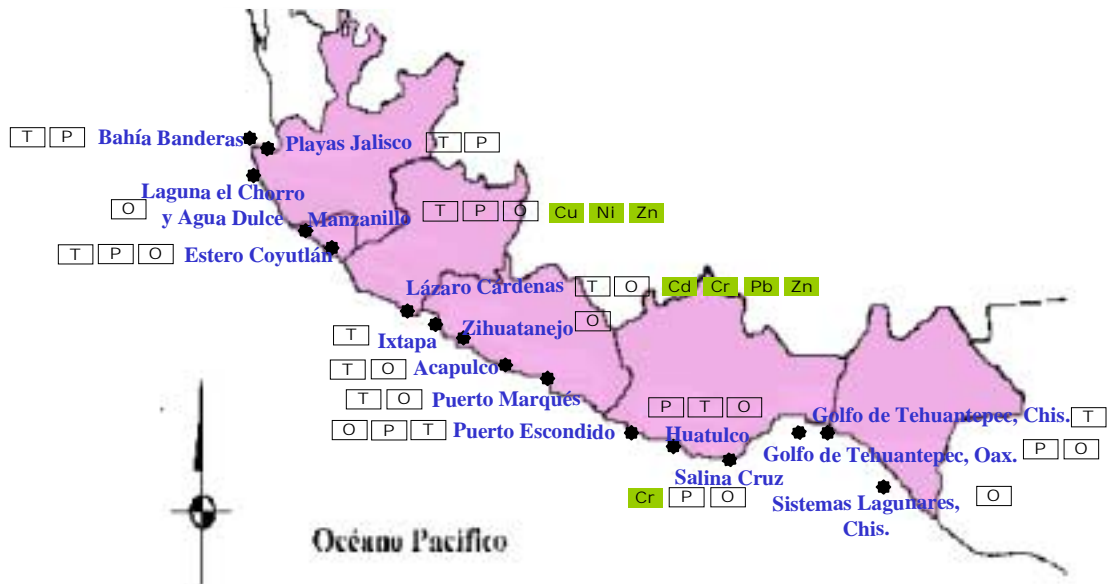 T P Bahía Banderas
Playas Jalisco T P
Laguna el Chorro
y Agua Dulce
O
Manzanillo T P O Cu Ni Zn
T P O Estero Coyutlán
Lázaro Cárdenas T O Cd Cr Pb Zn
Zihuatanejo O
T Ixtapa
T O Acapulco
T O Puerto Marqués
O P T Puerto Escondido
P T O
Huatulco
Golfo de Tehuantepec, Chis. T
Golfo de Tehuantepec, Oax. P O
Salina Cruz
Cr P O
Sistemas Lagunares,
Chis.
O
Océano Pacífico